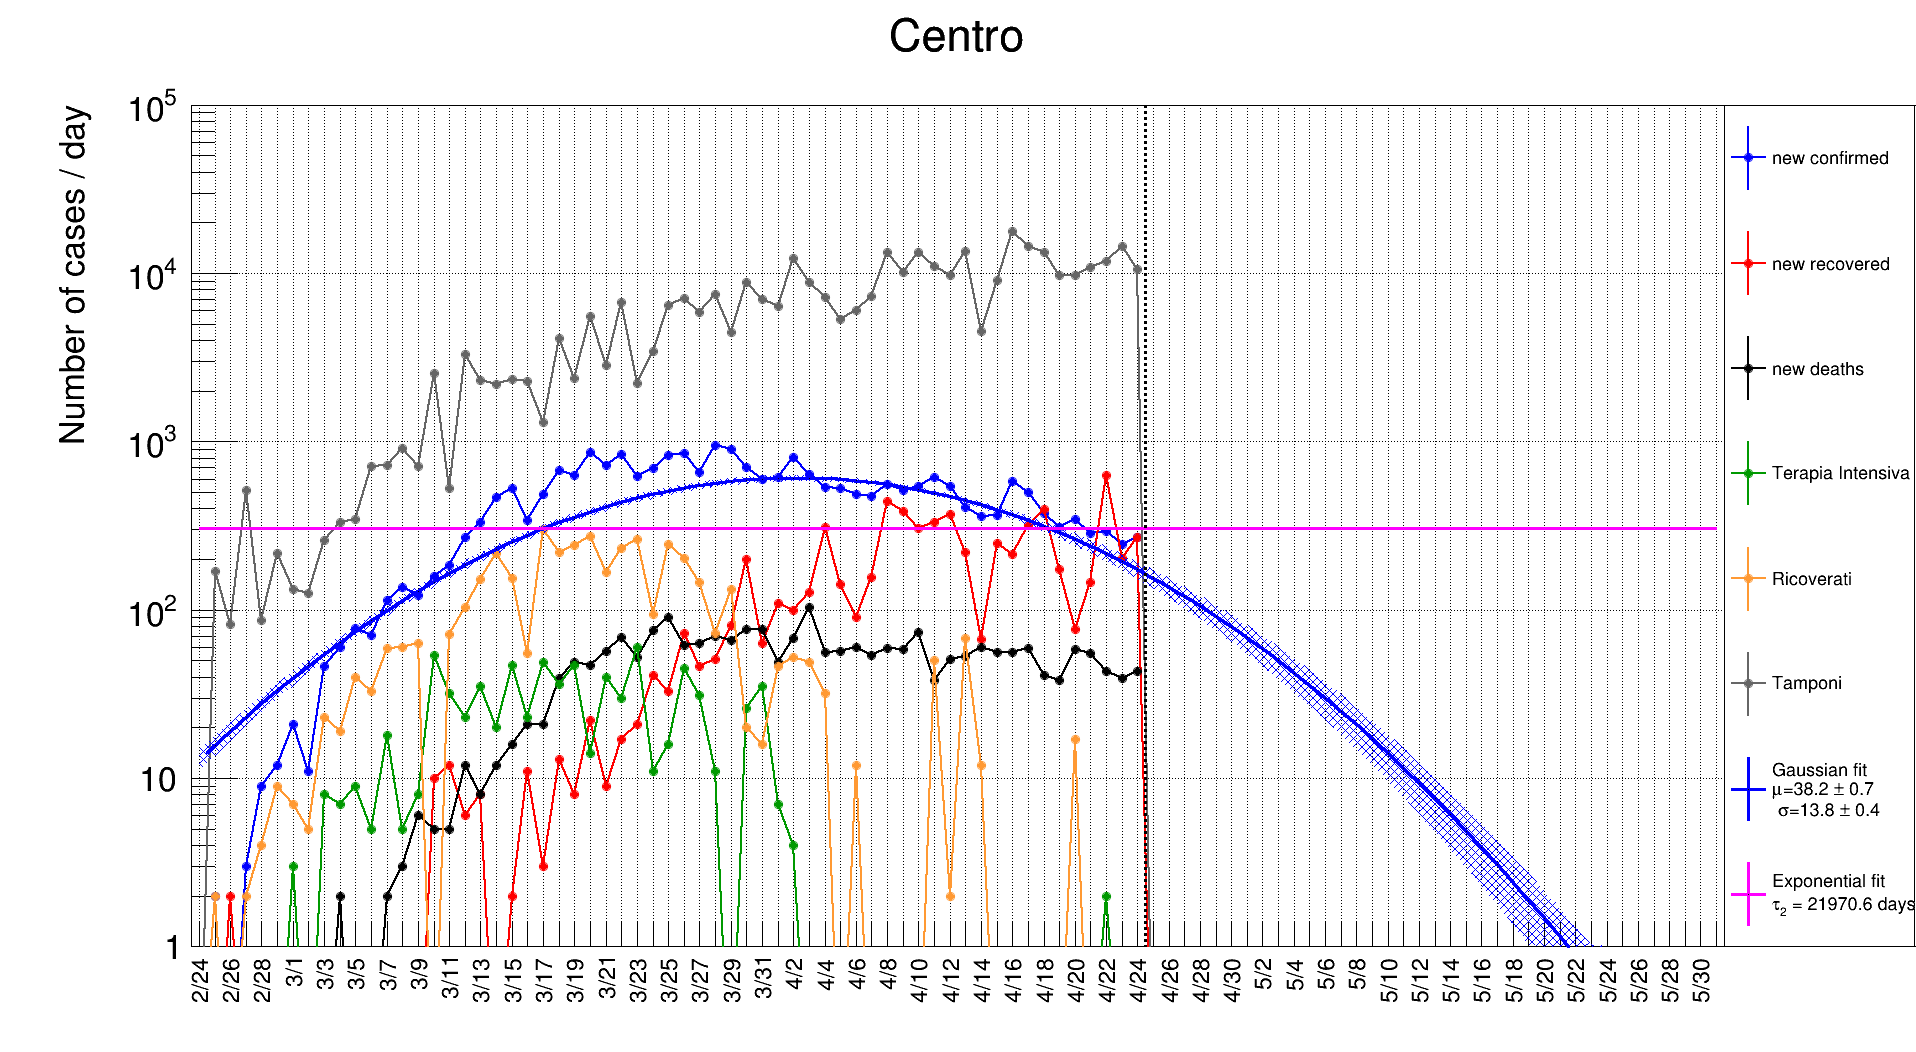 Centro
Number of cases / day
10^5
10^4
10^3
10^2
10
1
2/24 2/26 2/28 3/1 3/3 3/5 3/7 3/9 3/11 3/13 3/15 3/17 3/19 3/21 3/23 3/25 3/27 3/29 3/31 4/2 4/4 4/6 4/8 4/10 4/12 4/14 4/16 4/18 4/20 4/22 4/24 4/26 4/28 4/30 5/2 5/4 5/6 5/8 5/10 5/12 5/14 5/16 5/18 5/20 5/22 5/24 5/26 5/28 5/30
new confirmed
new recovered
new deaths
Terapia Intensiva
Ricoverati
Tamponi
Gaussian fit
μ=38.2 ± 0.7
σ=13.8 ± 0.4
Exponential fit
τ₂ = 21970.6 days